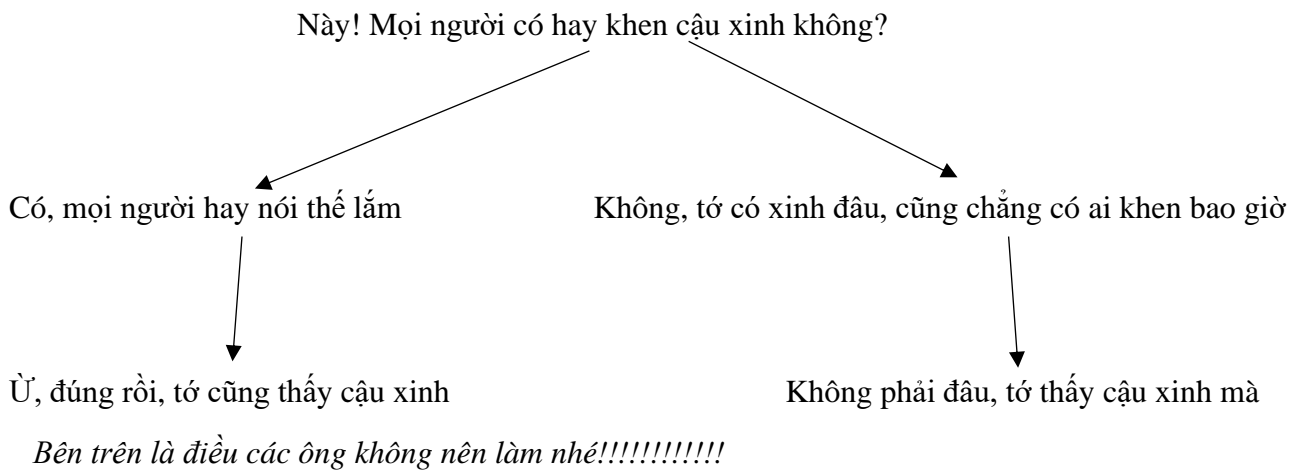 Này! Mọi người có hay khen cậu xinh không?
Có, mọi người hay nói thế lắm
Không, tớ có xinh đâu, cũng chẳng có ai khen bao giờ
Ừ, đúng rồi, tớ cũng thấy cậu xinh
Không phải đâu, tớ thấy cậu xinh mà
Bên trên là điều các ông không nên làm nhé!!!!!!!!!!!!